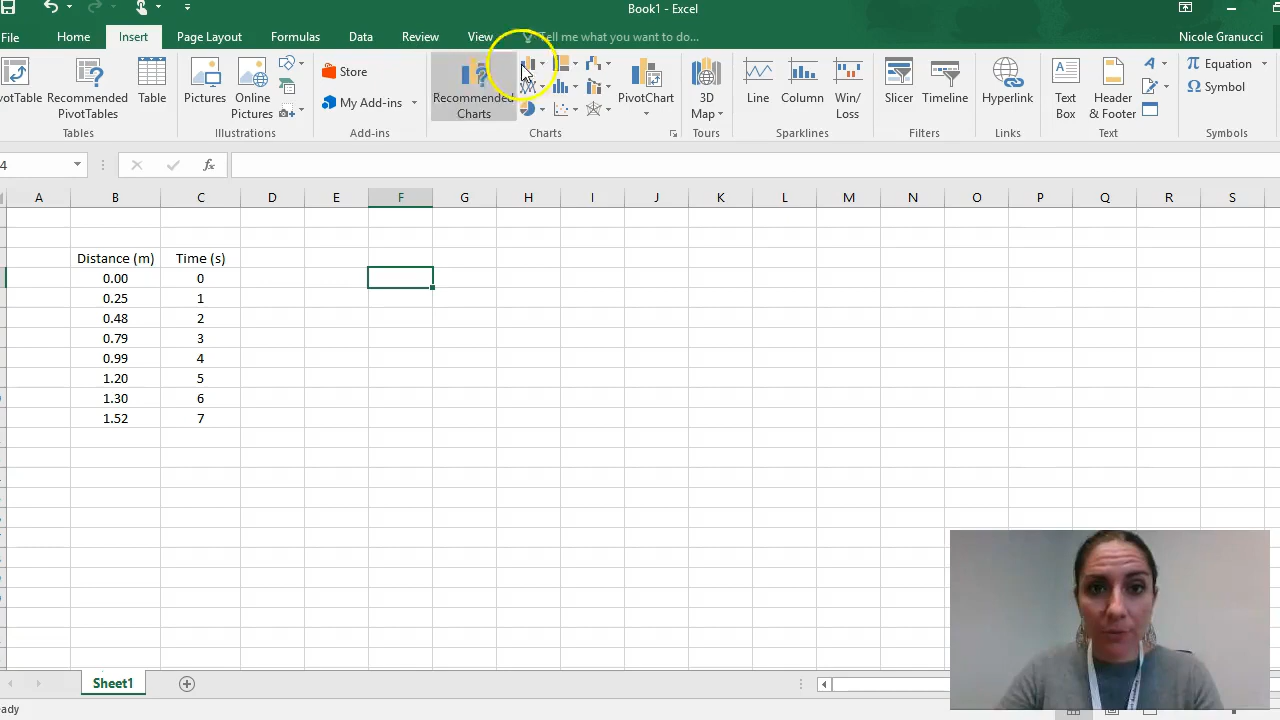 Book1 - Excel
File Home Insert Page Layout Formulas Data Review View Tell me what you want to do... Nicole Granucci
votTable Recommended PivotTables Table Pictures Online Pictures Store My Add-ins Recommended Charts PivotChart 3D Map Line Column Win/ Loss Slicer Timeline Hyperlink Text Box Header & Footer Equation Symbol
Tables Illustrations Add-ins Charts Tours Sparklines Filters Links Text Symbols
4 fx
A B C D E F G H I J K L M N O P Q R S
Distance (m) Time (s)
0.00 0
0.25 1
0.48 2
0.79 3
0.99 4
1.20 5
1.30 6
1.52 7
Sheet1
eady